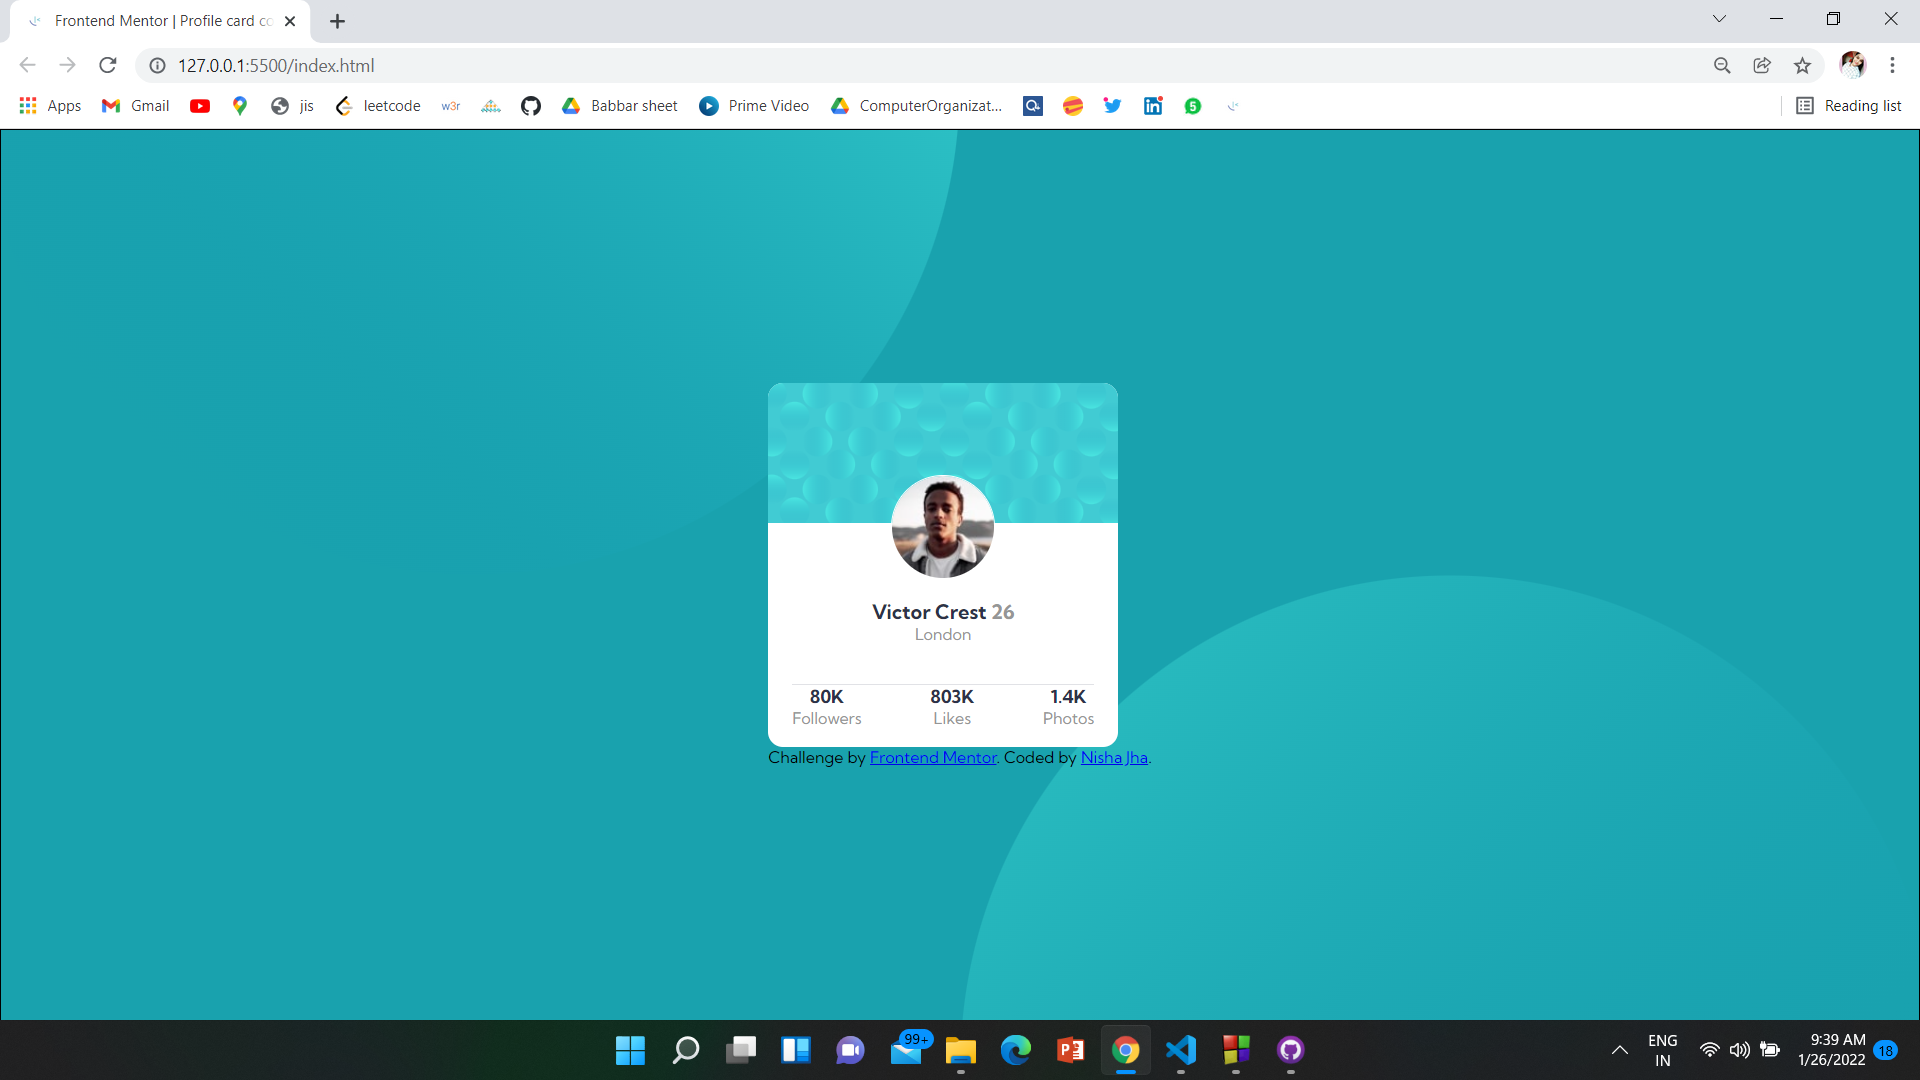 Frontend Mentor | Profile card co
127.0.0.1:5500/index.html
Apps Gmail jis leetcode w3r Babbar sheet Prime Video ComputerOrganizat... 5 Reading list
Victor Crest 26
London
80K 803K 1.4K
Followers Likes Photos
Challenge by Frontend Mentor. Coded by Nisha Jha.
99+
ENG 9:39 AM
IN 1/26/2022 18